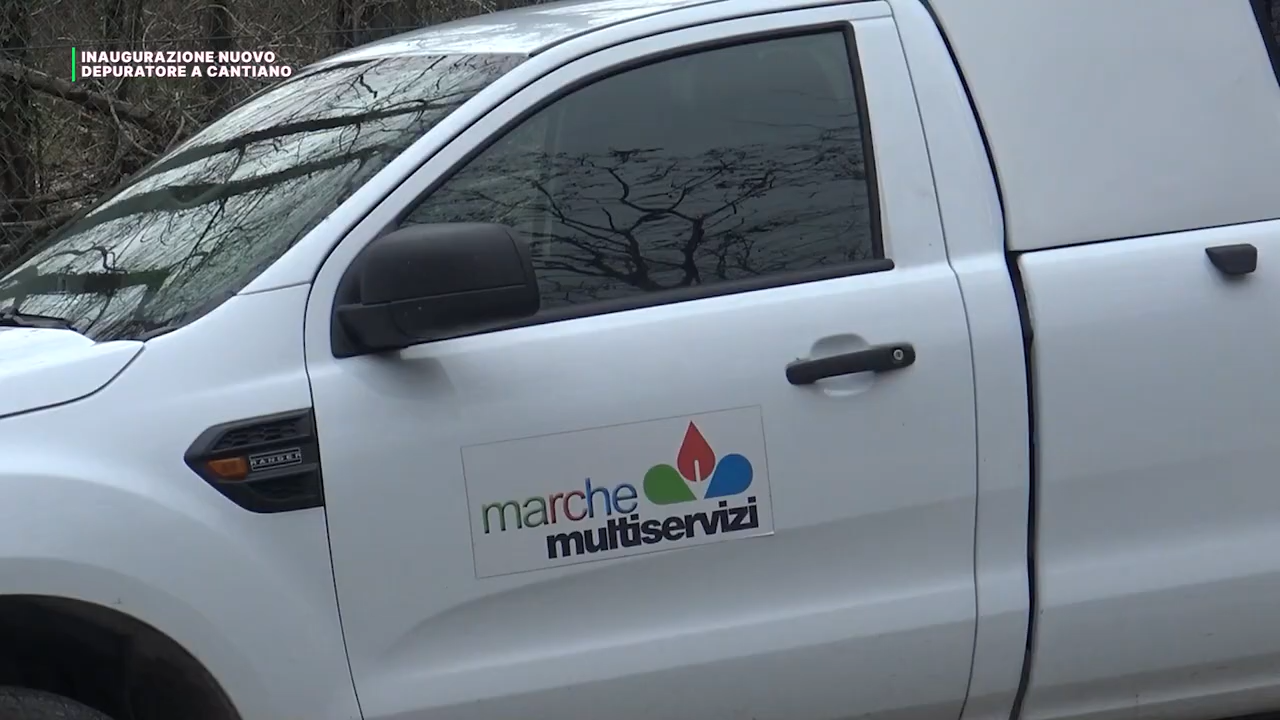 INAUGURAZIONE NUOVO
DEPURATORE A CANTIANO
RANGER
marche
multiservizi